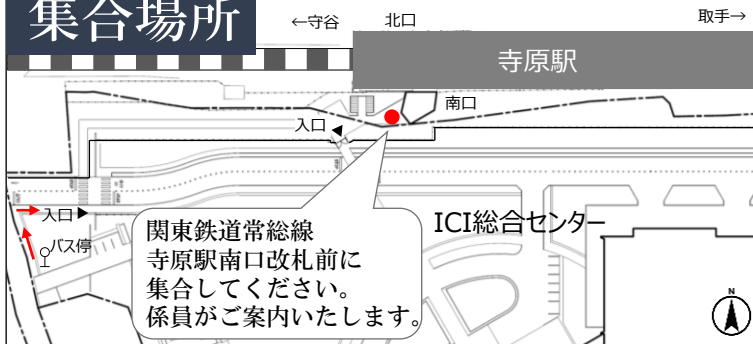 集合場所
←守谷
北口
取手→
寺原駅
南口
入口
入口
バス停
ICI総合センター
関東鉄道常総線
寺原駅南口改札前に
集合してください。
係員がご案内いたします。
N